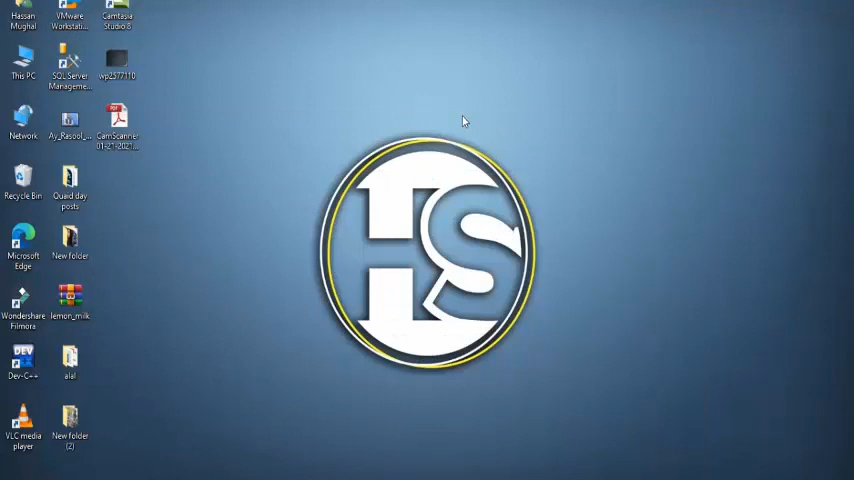 Hassan
Mughal
VMware
Workstati...
Camtasia
Studio 8
This PC
SQL Server
Manageme...
wp2577110
Network
Ay_Rasool_...
CamScanner
01-21-2021...
Recycle Bin
Quaid day
posts
Microsoft
Edge
New folder
Wondershare
Filmora
lemon_milk
DEV
Dev-C++
alal
VLC media
player
New folder
(2)
HS